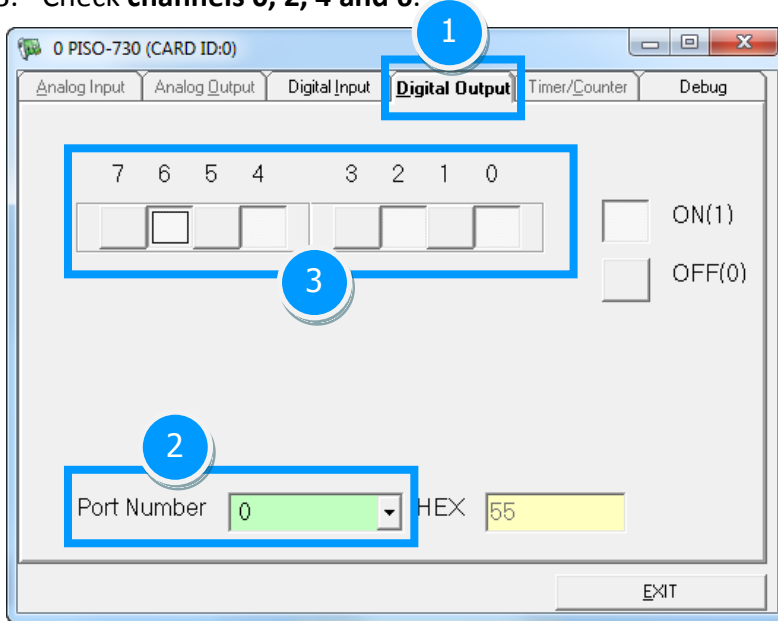 3. Check channels 0, 2, 4 and 6.
1
0 PISO-730 (CARD ID:0)
Analog Input Analog Output Digital Input Digital Output Timer/Counter Debug
7 6 5 4 3 2 1 0
ON(1)
OFF(0)
3
2
Port Number 0 HEX 55
EXIT